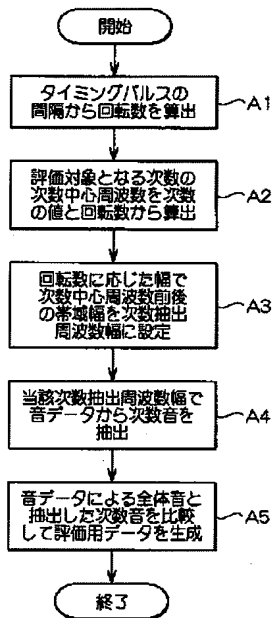 開始
タイミングパルスの
間隔から回転数を算出
A1
評価対象となる次数の
次数中心周波数を次数
の値と回転数から算出
A2
回転数に応じた幅で
次数中心周波数前後
の帯域幅を次数抽出
周波数幅に設定
A3
当該次数抽出周波数幅で
音データから次数音を
抽出
A4
音データによる全体音と
抽出した次数音を比較
して評価用データを生成
A5
終了